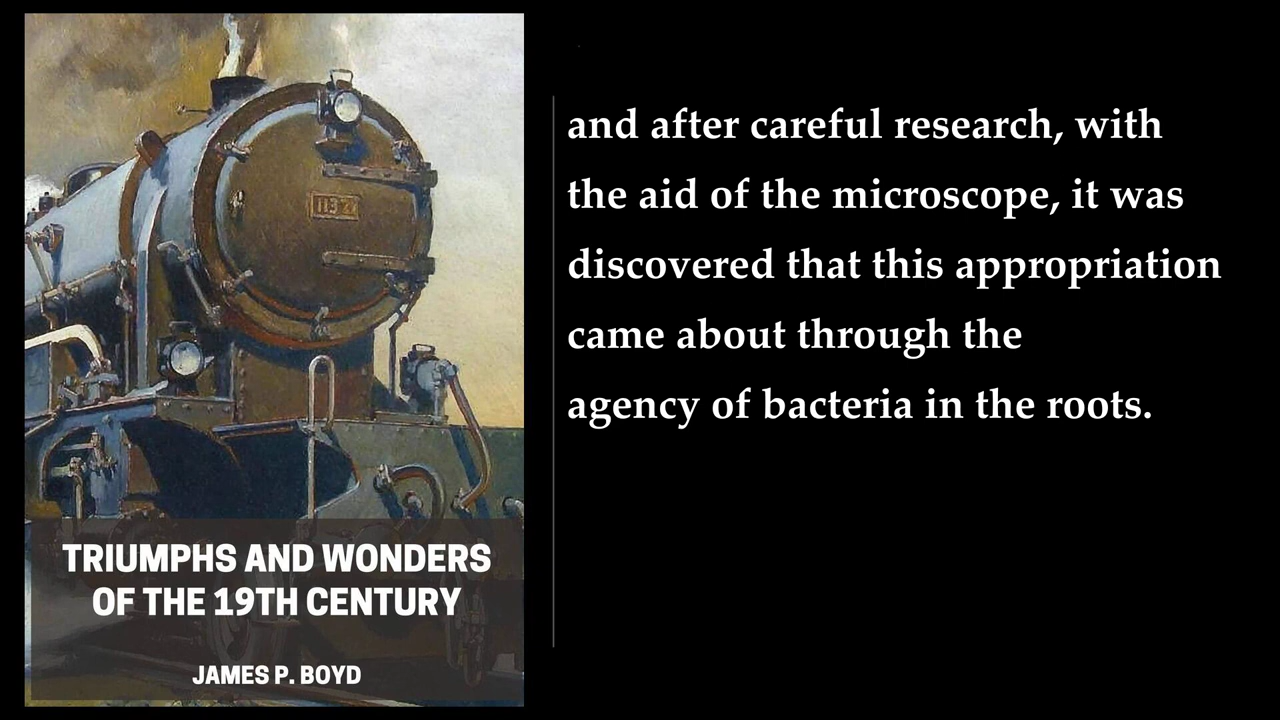 TRIUMPHS AND WONDERS
OF THE 19TH CENTURY
JAMES P. BOYD
and after careful research, with
the aid of the microscope, it was
discovered that this appropriation
came about through the
agency of bacteria in the roots.